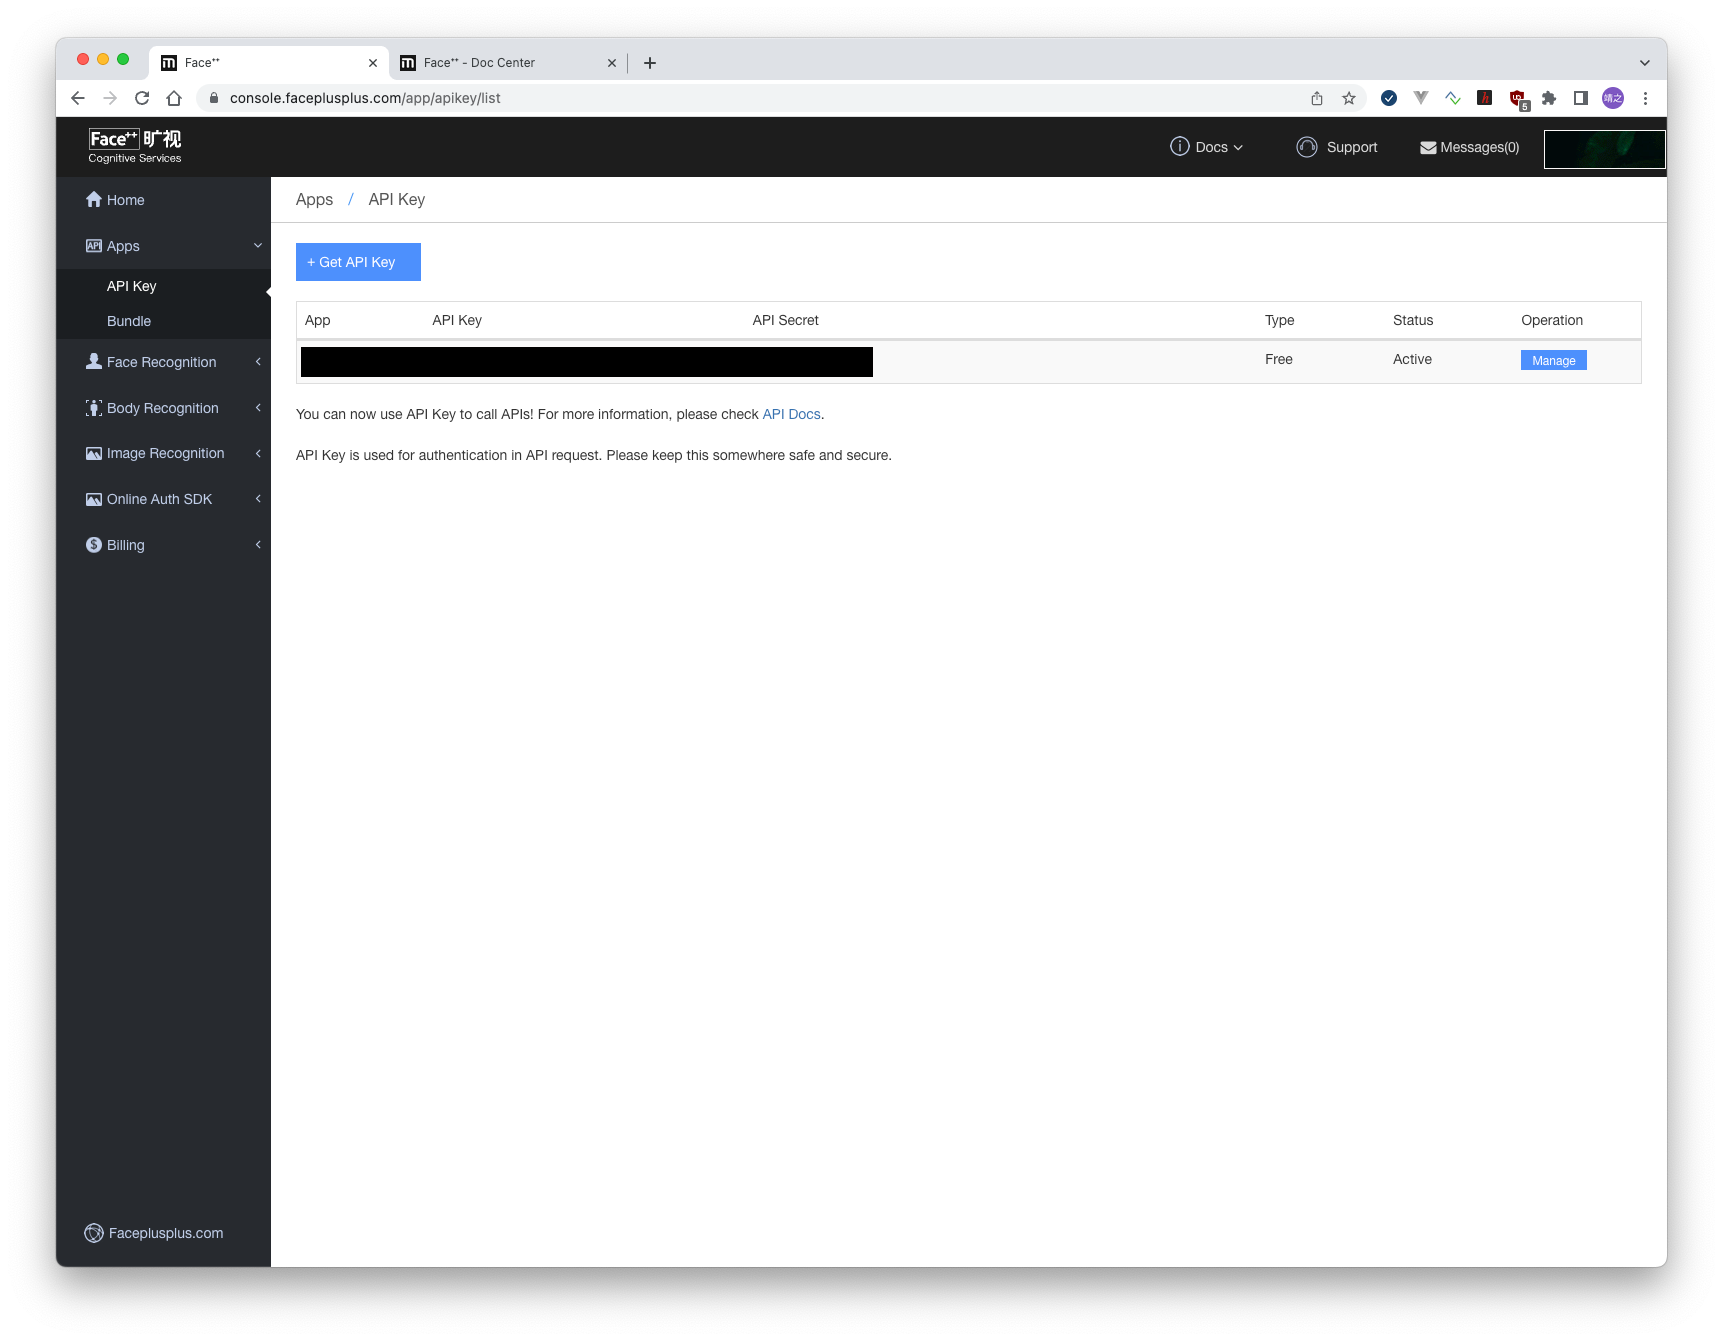 Face⁺⁺
Face⁺⁺ - Doc Center
console.faceplusplus.com/app/apikey/list
5
靖之
Face⁺⁺ 旷视
Cognitive Services
Docs
Support
Messages(0)
Home
API Apps
API Key
Bundle
Face Recognition
Body Recognition
Image Recognition
Online Auth SDK
$ Billing
Faceplusplus.com
Apps / API Key
+ Get API Key
App API Key API Secret Type Status Operation
Free Active Manage
You can now use API Key to call APIs! For more information, please check API Docs.
API Key is used for authentication in API request. Please keep this somewhere safe and secure.